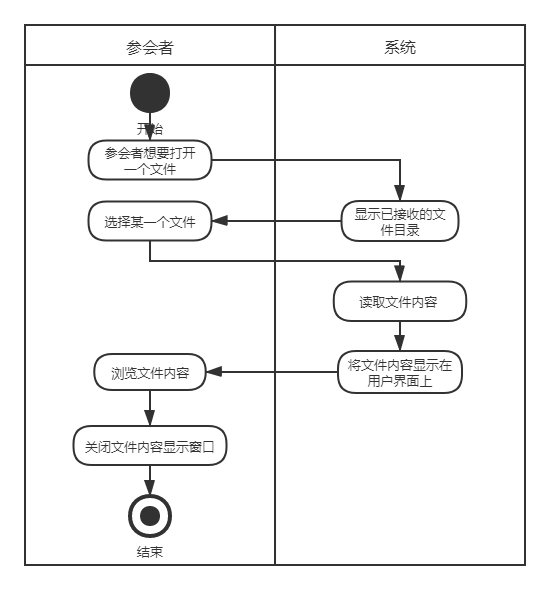 参会者
系统
开始
参会者想要打开
一个文件
显示已接收的文
件目录
选择某一个文件
读取文件内容
将文件内容显示在
用户界面上
浏览文件内容
关闭文件内容显示窗口
结束